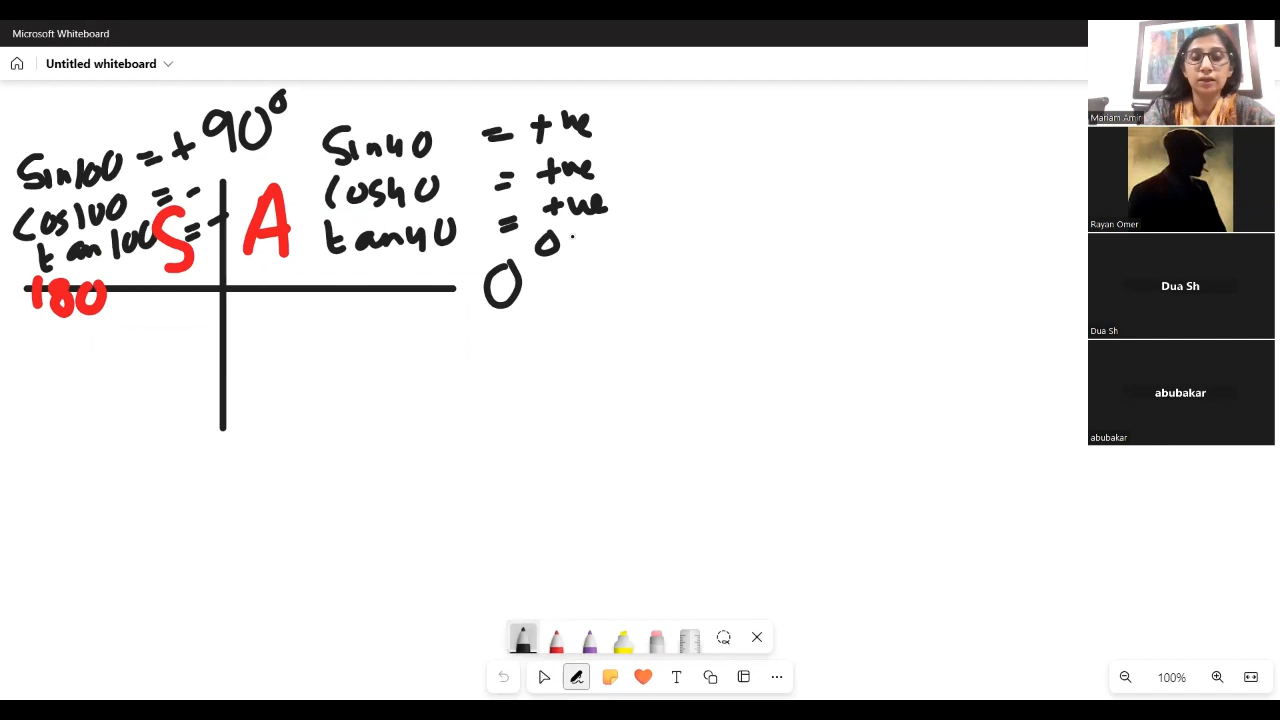 Microsoft Whiteboard
Untitled whiteboard
+90°
sin100 = +
cos100 = -
tan100 = -
S
A
sin40 = +ve
cos40 = +ve
tan40 = +ve
0°
180
Mariam Amir
Rayan Omer
Dua Sh
Dua Sh
abubakar
abubakar
T
100%